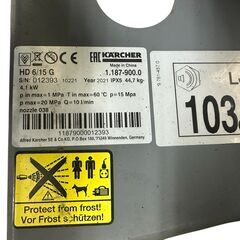 KÄRCHER
Made in China
HD 6/15 G
1.187-900.0
S/N: 012393
10221
Year 2021 IPX5 44,7 kg
4,1 kW
p in max=1 MPa T in max=60 °C p=15 Mpa
p max=20 MPa Q=10 l/min
nozzle 038
11879000012393
Alfred Kärcher SE & Co.KG, P.O.Box 180, 71349 Winnenden, Germany
103
Protect from frost!
Vor Frost schützen!